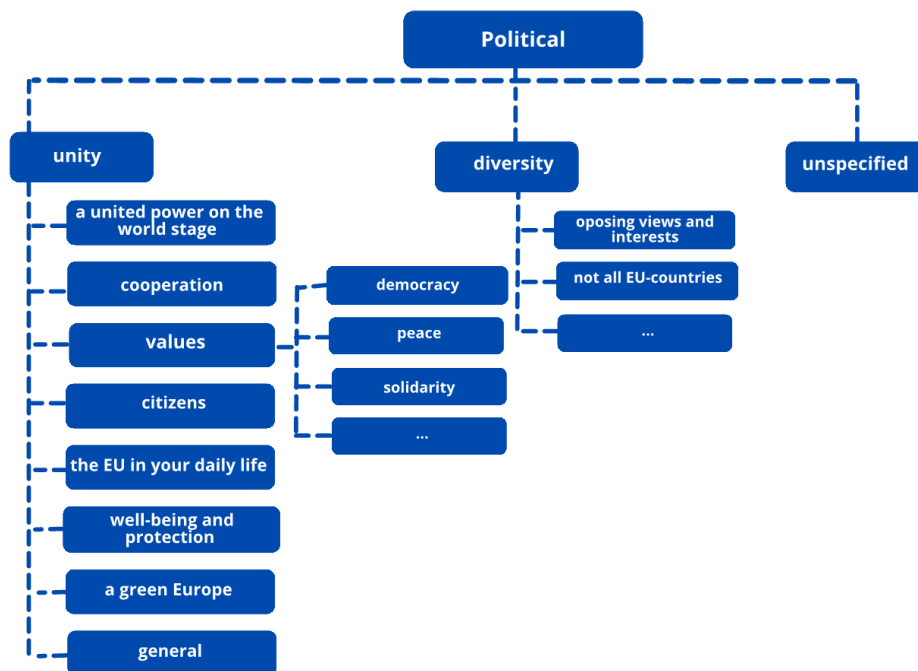 Political
unity
diversity
unspecified
a united power on the
world stage
cooperation
values
citizens
the EU in your daily life
well-being and
protection
a green Europe
general
democracy
peace
solidarity
...
oposing views and
interests
not all EU-countries
...